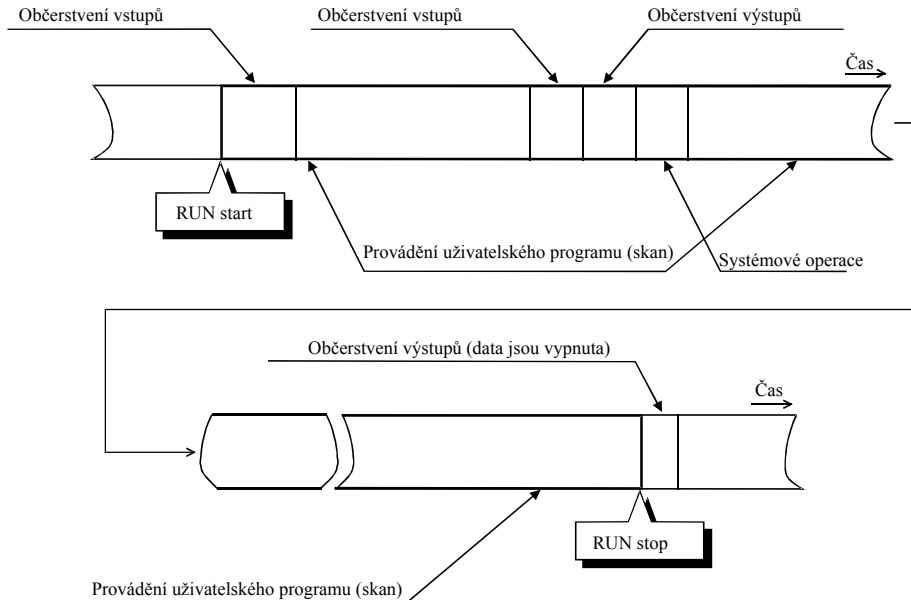 Občerstvení vstupů
Občerstvení vstupů
Občerstvení výstupů
Čas
RUN start
Provádění uživatelského programu (skan)
Systémové operace
Občerstvení výstupů (data jsou vypnuta)
Čas
RUN stop
Provádění uživatelského programu (skan)